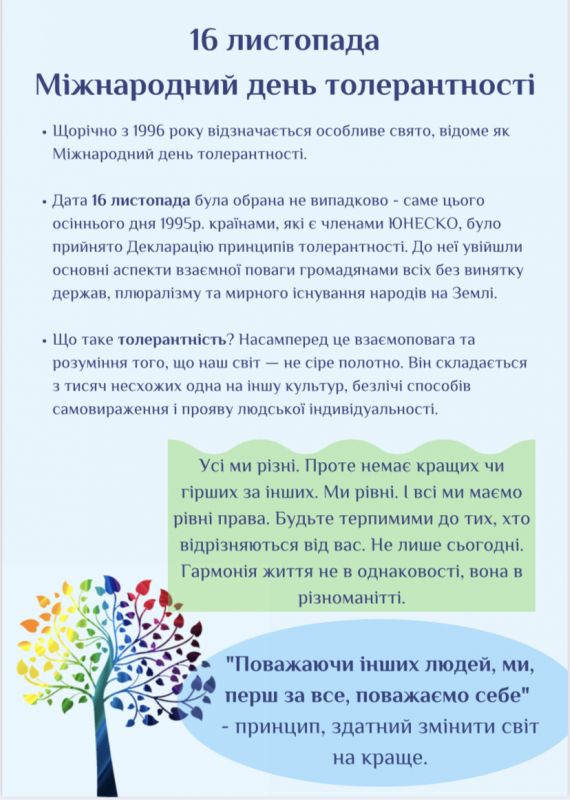 16 листопада
Міжнародний день толерантності
• Щорічно з 1996 року відзначається особливе свято, відоме як
Міжнародний день толерантності.
• Дата 16 листопада була обрана не випадково - саме цього
осіннього дня 1995р. країнами, які є членами ЮНЕСКО, було
прийнято Декларацію принципів толерантності. До неї увійшли
основні аспекти взаємної поваги громадянами всіх без винятку
держав, плюралізму та мирного існування народів на Землі.
• Що таке толерантність? Насамперед це взаємоповага та
розуміння того, що наш світ — не сіре полотно. Він складається
з тисяч несхожих одна на іншу культур, безлічі способів
самовираження і прояву людської індивідуальності.
Усі ми різні. Проте немає кращих чи
гірших за інших. Ми рівні. І всі ми маємо
рівні права. Будьте терпимими до тих, хто
відрізняються від вас. Не лише сьогодні.
Гармонія життя не в однаковості, вона в
різноманітті.
"Поважаючи інших людей, ми,
перш за все, поважаємо себе"
- принцип, здатний змінити світ
на краще.